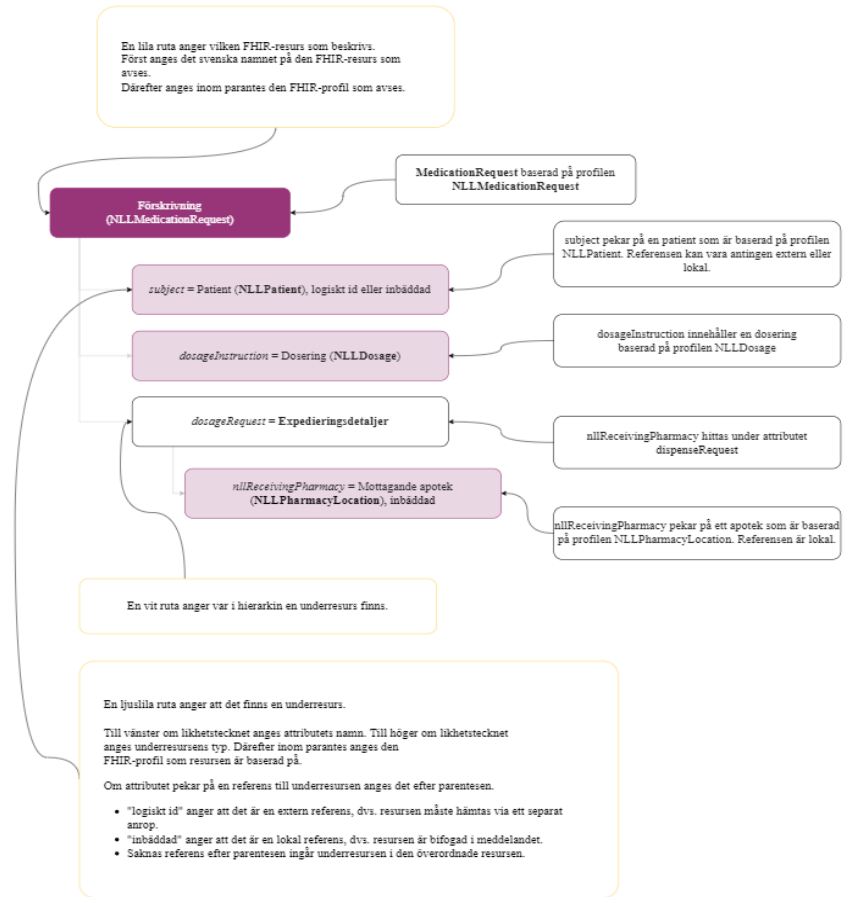 En lila ruta anger vilken FHIR-resurs som beskrivs.
Först anges det svenska namnet på den FHIR-resurs som
avses.
Därefter anges inom parantes den FHIR-profil som avses.
MedicationRequest baserad på profilen
NLLMedicationRequest
Förskrivning
(NLLMedicationRequest)
subject pekar på en patient som är baserad på profilen
NLLPatient. Referensen kan vara antingen extern eller
lokal.
subject = Patient (NLLPatient), logiskt id eller inbäddad
dosageInstruction innehåller en dosering
baserad på profilen NLLDosage
dosageInstruction = Dosering (NLLDosage)
dosageRequest = Expedieringsdetaljer
nllReceivingPharmacy hittas under attributet
dispenseRequest
nllReceivingPharmacy = Mottagande apotek
(NLLPharmacyLocation), inbäddad
nllReceivingPharmacy pekar på ett apotek som är baserad
på profilen NLLPharmacyLocation. Referensen är lokal.
En vit ruta anger var i hierarkin en underresurs finns.
En ljuslila ruta anger att det finns en underresurs.
Till vänster om likhetstecknet anges attributets namn. Till höger om likhetstecknet
anges underresursens typ. Därefter inom parantes anges den
FHIR-profil som resursen är baserad på.
Om attributet pekar på en referens till underresursen anges det efter parentesen.
• "logiskt id" anger att det är en extern referens, dvs. resursen måste hämtas via ett separat
anrop.
• "inbäddad" anger att det är en lokal referens, dvs. resursen är bifogad i meddelandet.
• Saknas referens efter parentesen ingår underresursen i den överordnade resursen.